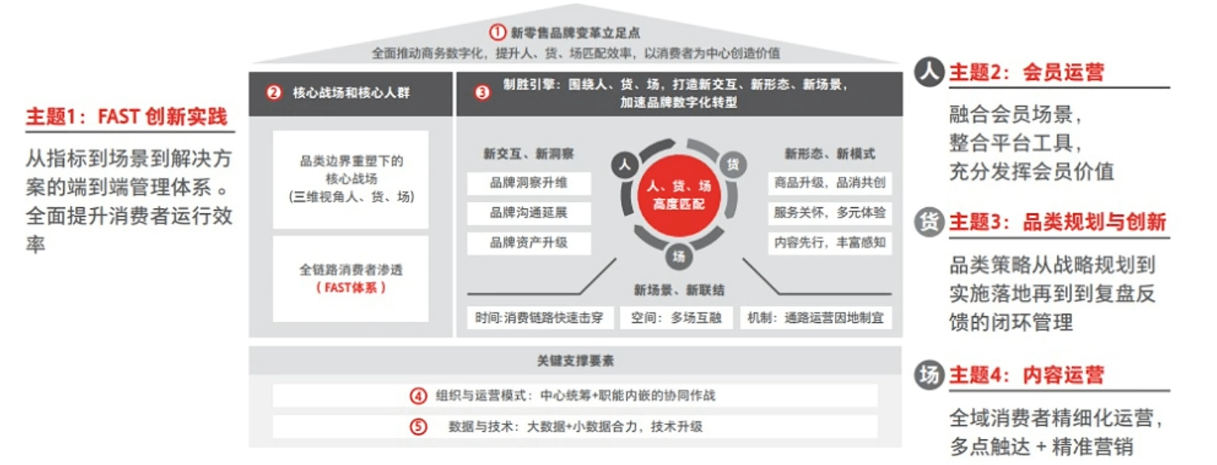 ① 新零售品牌变革立足点
全面推动商务数字化，提升人、货、场匹配效率，以消费者为中心创造价值
主题1：FAST 创新实践
从指标到场景到解决方
案的端到端管理体系。
全面提升消费者运行效
率
② 核心战场和核心人群
品类边界重塑下的
核心战场
(三维视角人、货、场)
全链路消费者渗透
（FAST体系）
③ 制胜引擎：围绕人、货、场，打造新交互、新形态、新场景，
加速品牌数字化转型
新交互、新洞察
品牌洞察升维
品牌沟通延展
品牌资产升级
人
货
人、货、场
高度匹配
场
新形态、新模式
商品升级，品消共创
服务关怀，多元体验
内容先行，丰富感知
新场景、新联结
时间:消费链路快速击穿
空间：多场互融
机制：通路运营因地制宜
关键支撑要素
④ 组织与运营模式：中心统筹+职能内嵌的协同作战
⑤ 数据与技术：大数据+小数据合力，技术升级
人 主题2：会员运营
融合会员场景，
整合平台工具，
充分发挥会员价值
货 主题3：品类规划与创新
品类策略从战略规划到
实施落地再到到复盘反
馈的闭环管理
场 主题4：内容运营
全域消费者精细化运营，
多点触达 + 精准营销